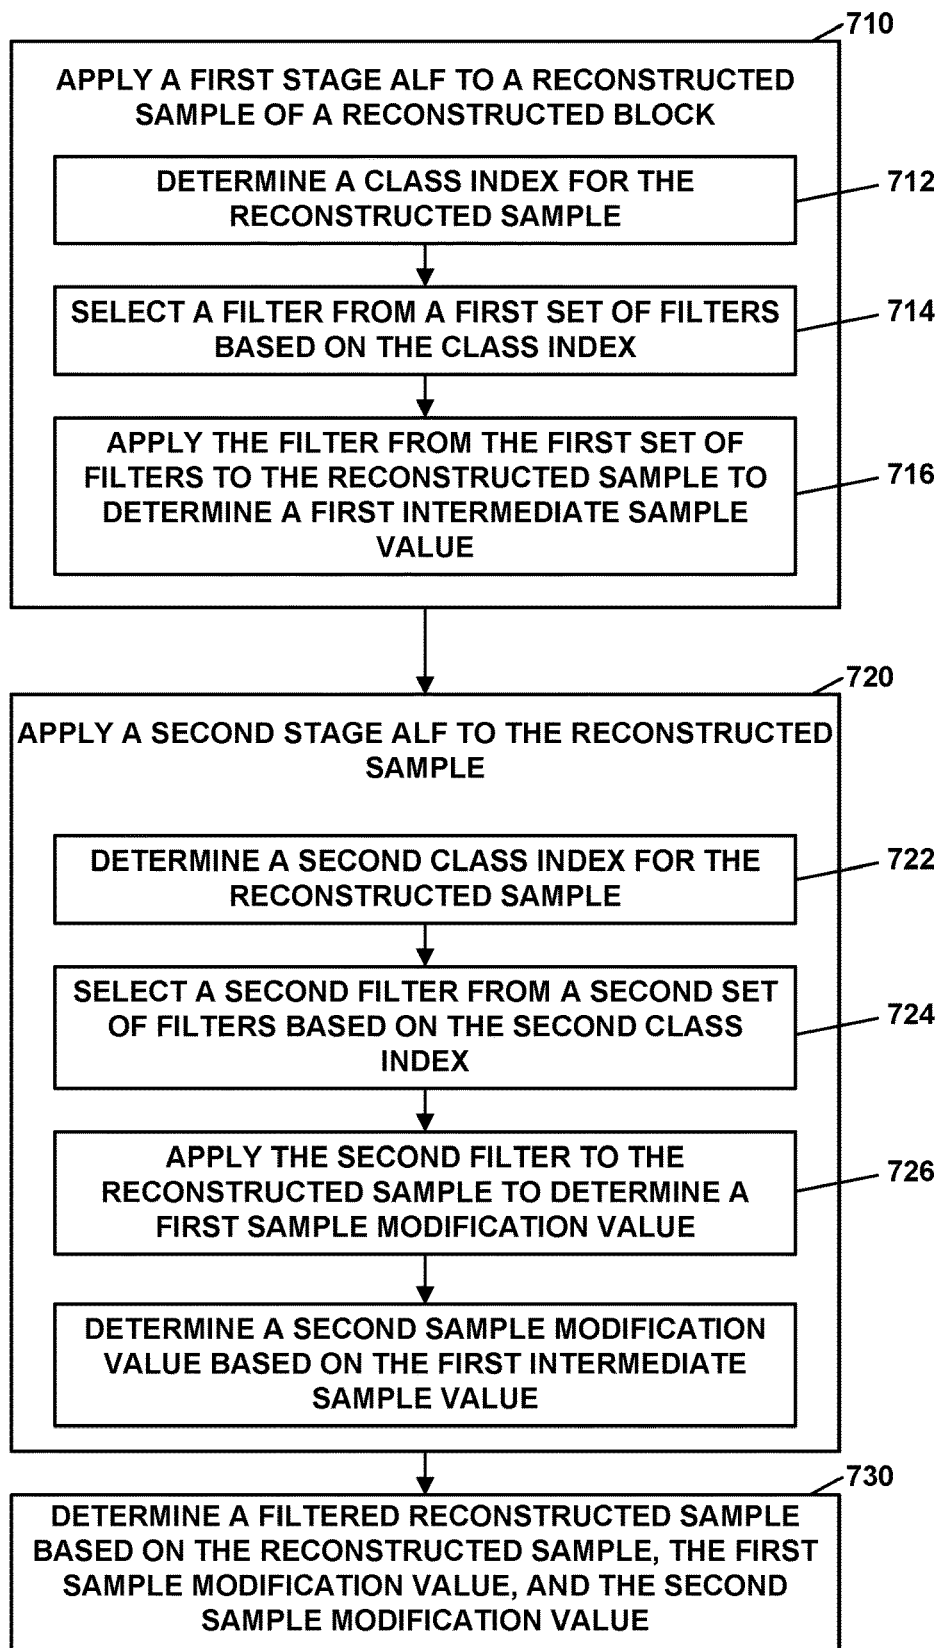 710
APPLY A FIRST STAGE ALF TO A RECONSTRUCTED
SAMPLE OF A RECONSTRUCTED BLOCK
DETERMINE A CLASS INDEX FOR THE
RECONSTRUCTED SAMPLE
712
SELECT A FILTER FROM A FIRST SET OF FILTERS
BASED ON THE CLASS INDEX
714
APPLY THE FILTER FROM THE FIRST SET OF
FILTERS TO THE RECONSTRUCTED SAMPLE TO
DETERMINE A FIRST INTERMEDIATE SAMPLE
VALUE
716
720
APPLY A SECOND STAGE ALF TO THE RECONSTRUCTED
SAMPLE
DETERMINE A SECOND CLASS INDEX FOR THE
RECONSTRUCTED SAMPLE
722
SELECT A SECOND FILTER FROM A SECOND SET
OF FILTERS BASED ON THE SECOND CLASS
INDEX
724
APPLY THE SECOND FILTER TO THE
RECONSTRUCTED SAMPLE TO DETERMINE A
FIRST SAMPLE MODIFICATION VALUE
726
DETERMINE A SECOND SAMPLE MODIFICATION
VALUE BASED ON THE FIRST INTERMEDIATE
SAMPLE VALUE
730
DETERMINE A FILTERED RECONSTRUCTED SAMPLE
BASED ON THE RECONSTRUCTED SAMPLE, THE FIRST
SAMPLE MODIFICATION VALUE, AND THE SECOND
SAMPLE MODIFICATION VALUE